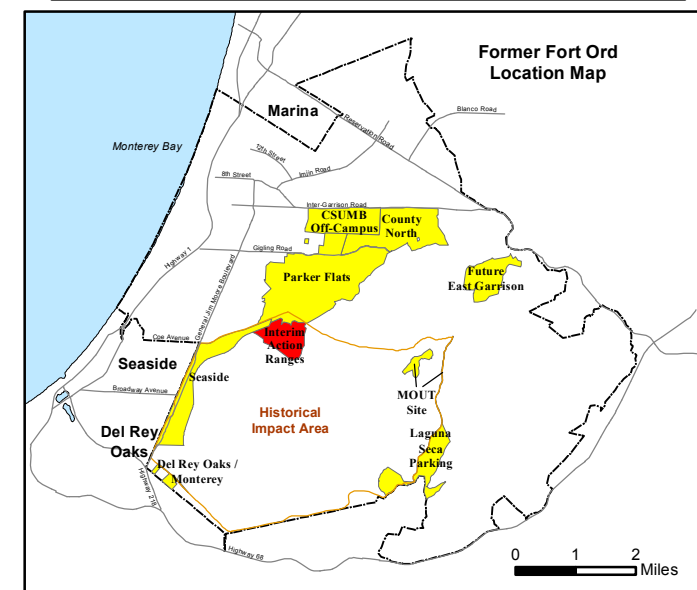 Former Fort Ord
Location Map
Marina
Blanco Road
Reservation Road
Monterey Bay
12th Street
Imjin Road
8th Street
Inter-Garrison Road
CSUMB
Off-Campus
County
North
Highway 1
Gigling Road
General Jim Moore Boulevard
Parker Flats
Future
East Garrison
Coe Avenue
Interim
Action
Ranges
Seaside
Seaside
Broadway Avenue
MOUT
Site
Historical
Impact Area
Del Rey
Oaks
Laguna
Seca
Parking
Del Rey Oaks /
Monterey
Highway 218
Highway 68
0 1 2
Miles